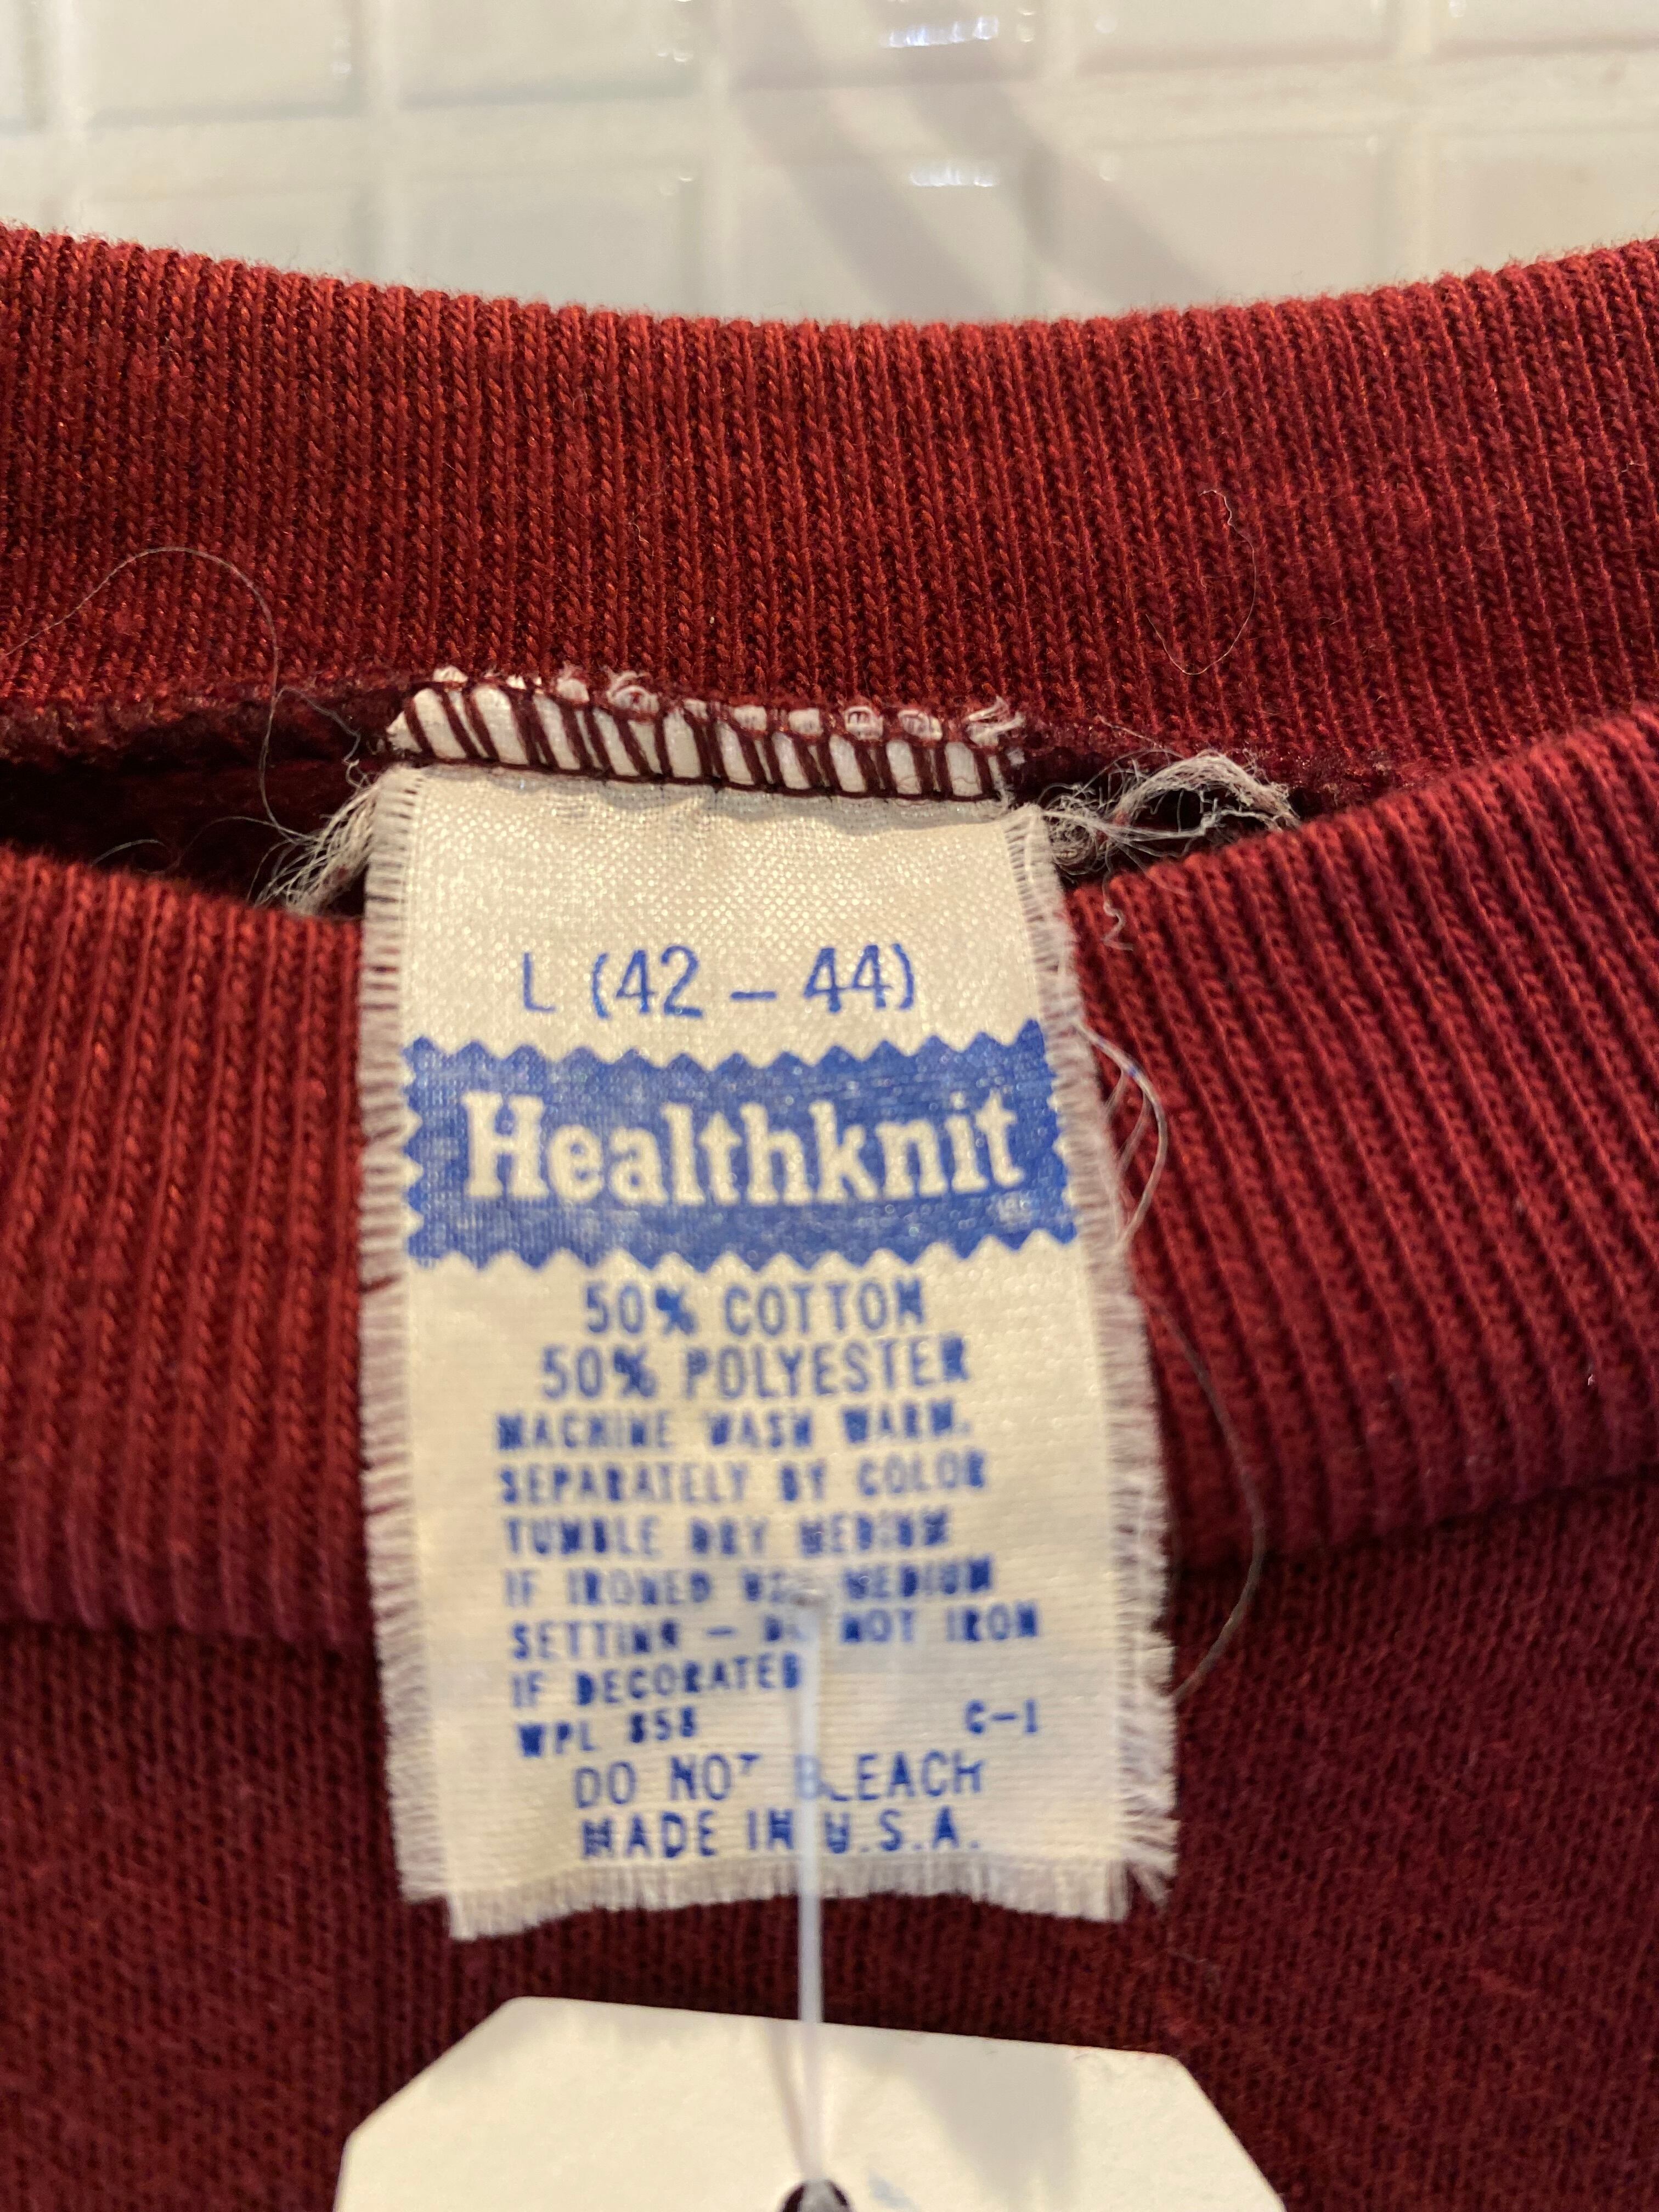 L (42 – 44)
Healthknit
50% COTTON
50% POLYESTER
MACHINE WASH WARM.
SEPARATELY BY COLOR
TUMBLE DRY MEDIUM
IF IRONED MEDIUM
SETTING – DO NOT IRON
IF DECORATED
WPL 858 C-1
DO NOT BLEACH
MADE IN U.S.A.